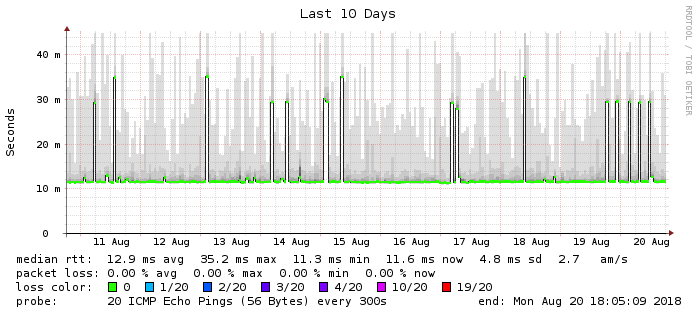 Last 10 Days
RRDTOOL / TOBI OETIKER
Seconds
40 m
30 m
20 m
10 m
0
11 Aug 12 Aug 13 Aug 14 Aug 15 Aug 16 Aug 17 Aug 18 Aug 19 Aug 20 Aug
median rtt: 12.9 ms avg 35.2 ms max 11.3 ms min 11.6 ms now 4.8 ms sd 2.7 am/s
packet loss: 0.00 % avg 0.00 % max 0.00 % min 0.00 % now
loss color: 0 1/20 2/20 3/20 4/20 10/20 19/20
probe: 20 ICMP Echo Pings (56 Bytes) every 300s end: Mon Aug 20 18:05:09 2018